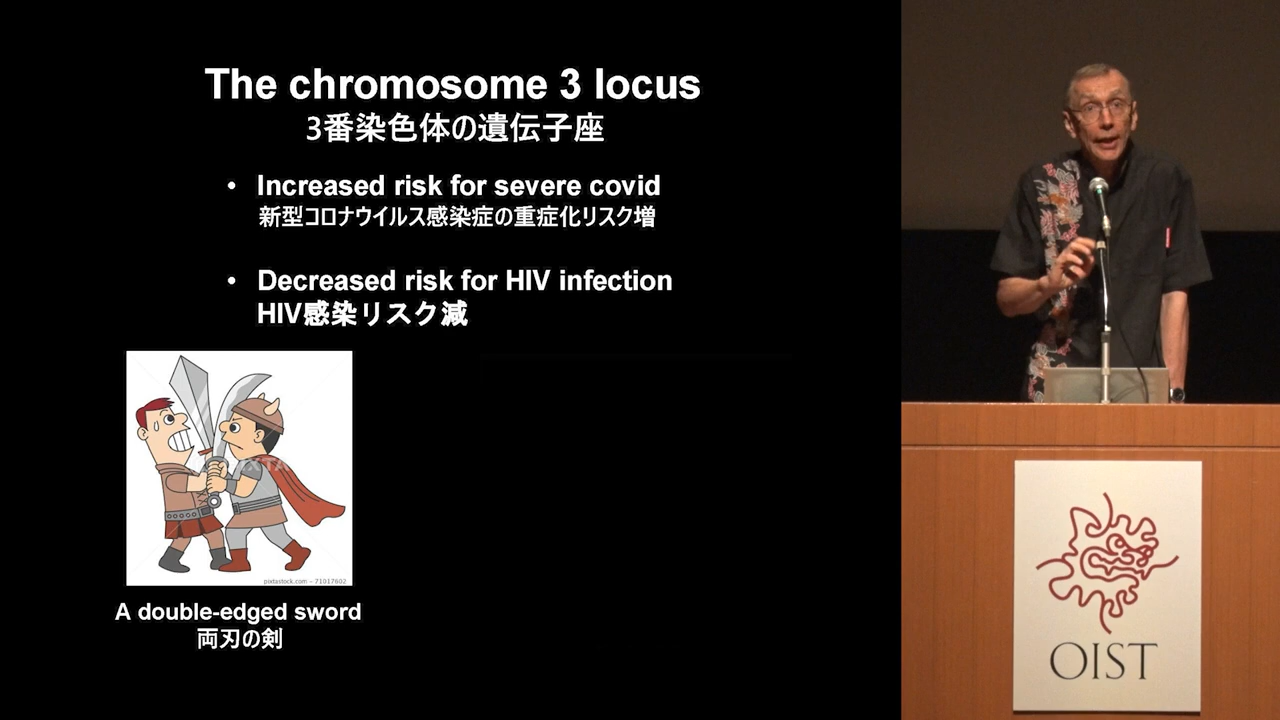 The chromosome 3 locus
3番染色体の遺伝子座
• Increased risk for severe covid
新型コロナウイルス感染症の重症化リスク増
• Decreased risk for HIV infection
HIV感染リスク減
pixtastock.com - 71917602
A double-edged sword
両刃の剣
OIST